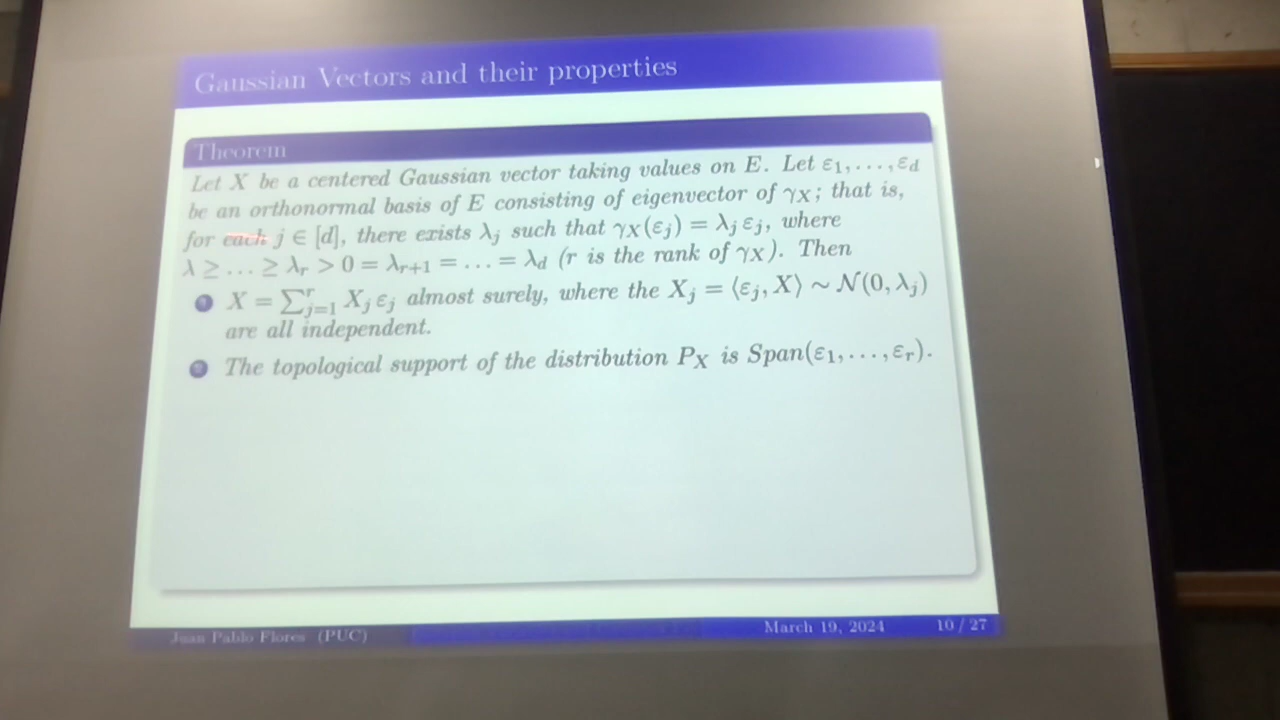 Gaussian Vectors and their properties
Theorem
Let X be a centered Gaussian vector taking values on E. Let ε₁, . . . , ε_d
be an orthonormal basis of E consisting of eigenvector of γ_X; that is,
for each j ∈ [d], there exists λ_j such that γ_X(ε_j) = λ_j ε_j, where
λ ≥ . . . ≥ λ_r > 0 = λ_{r+1} = . . . = λ_d (r is the rank of γ_X). Then
1 X = ∑_{j=1}^r X_j ε_j almost surely, where the X_j = ⟨ε_j, X⟩ ∼ N(0, λ_j)
are all independent.
2 The topological support of the distribution P_X is Span(ε₁, . . . , ε_r).
Juan Pablo Flores (PUC)
March 19, 2024
10 / 27